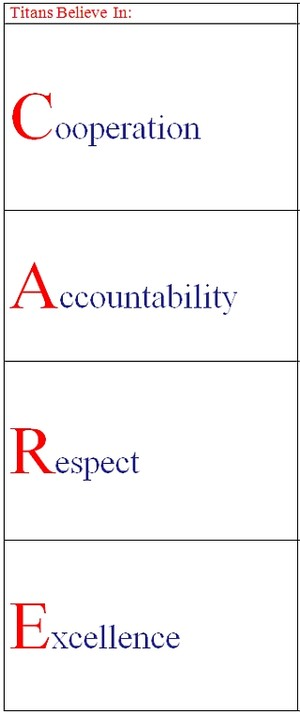 Titans Believe In:
Cooperation
Accountability
Respect
Excellence